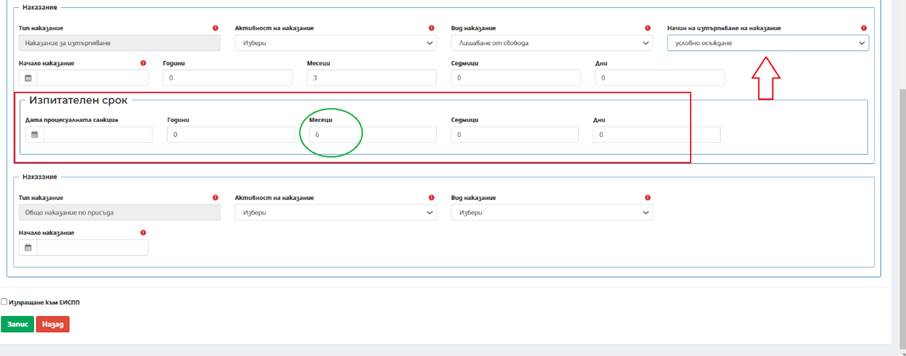 Наказание
Тип наказание Активност на наказание Вид наказание Начин на изтърпяване на наказание
Наказание за изтърпяване Избери Лишаване от свобода условно осъждане
Начало наказание Години Месеци Седмици Дни
0 3 0 0
Изпитателен срок
Дата процесуалната санкции Години Месеци Седмици Дни
0 6 0 0
Наказание
Тип наказание Активност на наказание Вид наказание
Общо наказание по присъда Избери Избери
Начало наказание
Изпращане към ЕИСПП
Запис Назад